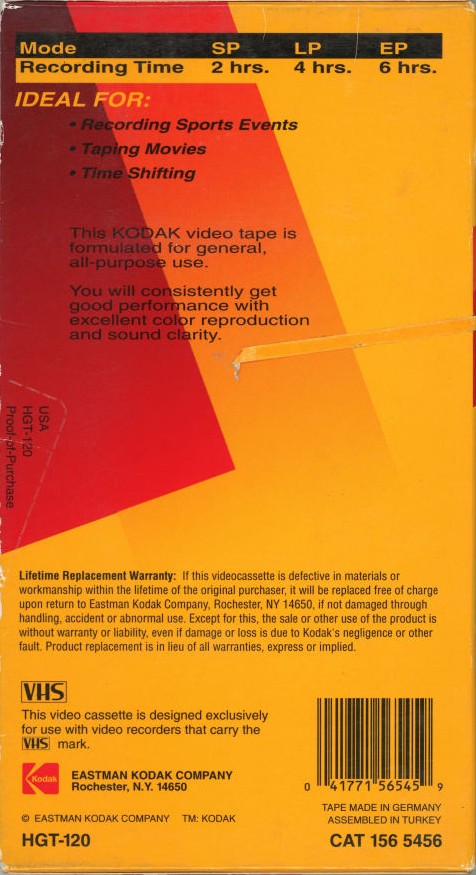 Mode SP LP EP
Recording Time 2 hrs. 4 hrs. 6 hrs.
IDEAL FOR:
• Recording Sports Events
• Taping Movies
• Time Shifting
This KODAK video tape is
formulated for general,
all-purpose use.
You will consistently get
good performance with
excellent color reproduction
and sound clarity.
USA
HGT-120
Proof-of-Purchase
Lifetime Replacement Warranty: If this videocassette is defective in materials or
workmanship within the lifetime of the original purchaser, it will be replaced free of charge
upon return to Eastman Kodak Company, Rochester, NY 14650, if not damaged through
handling, accident or abnormal use. Except for this, the sale or other use of the product is
without warranty or liability, even if damage or loss is due to Kodak's negligence or other
fault. Product replacement is in lieu of all warranties, express or implied.
VHS
This video cassette is designed exclusively
for use with video recorders that carry the
VHS mark.
Kodak
EASTMAN KODAK COMPANY
Rochester, N.Y. 14650
0 41771 56545 9
TAPE MADE IN GERMANY
ASSEMBLED IN TURKEY
© EASTMAN KODAK COMPANY TM: KODAK
HGT-120
CAT 156 5456